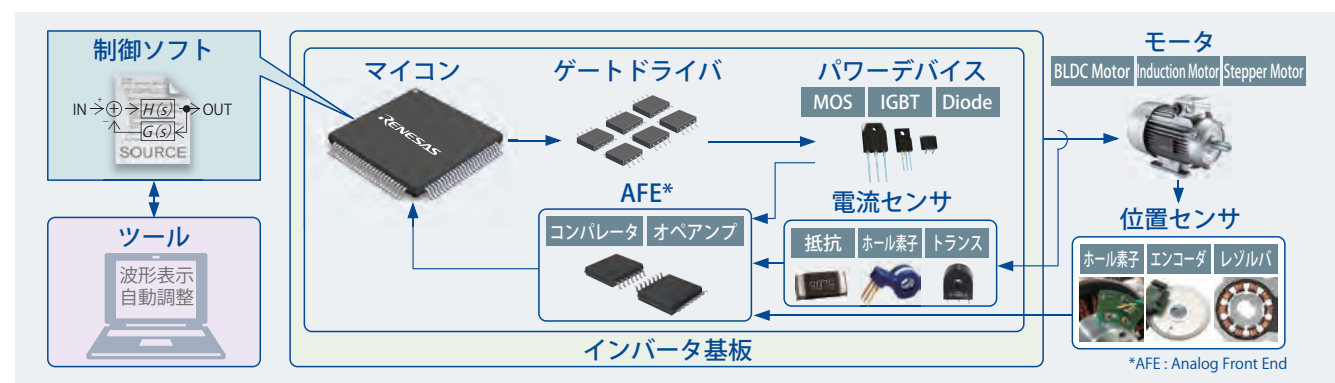 制御ソフト
IN
+
H(s)
OUT
−
G(s)
SOURCE
ツール
波形表示
自動調整
マイコン
RENESAS
ゲートドライバ
パワーデバイス
MOS IGBT Diode
AFE*
コンパレータ オペアンプ
電流センサ
抵抗 ホール素子 トランス
インバータ基板
モータ
BLDC Motor Induction Motor Stepper Motor
位置センサ
ホール素子 エンコーダ レゾルバ
*AFE : Analog Front End